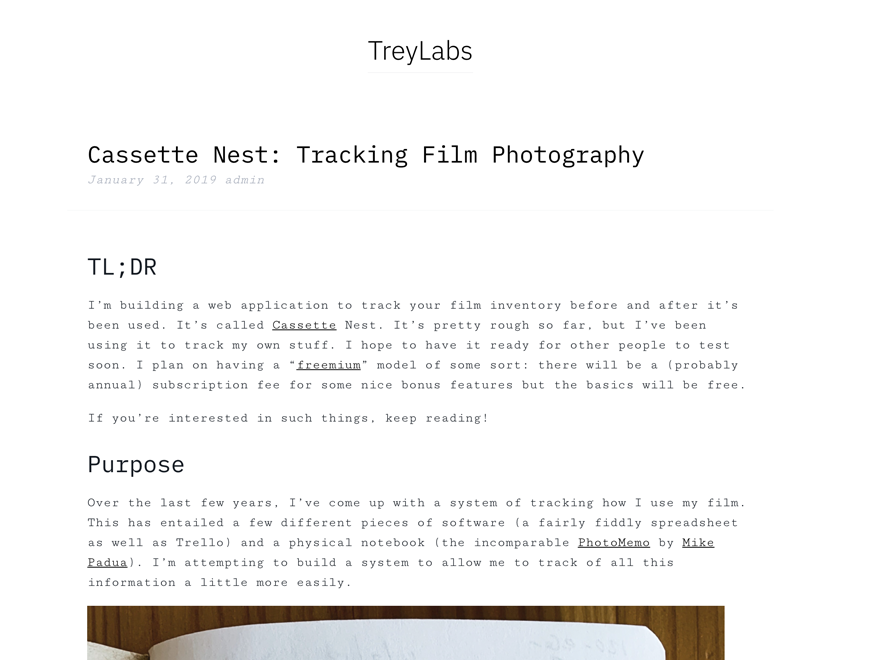 TreyLabs
Cassette Nest: Tracking Film Photography
January 31, 2019 admin
TL;DR
I’m building a web application to track your film inventory before and after it’s
been used. It’s called Cassette Nest. It’s pretty rough so far, but I’ve been
using it to track my own stuff. I hope to have it ready for other people to test
soon. I plan on having a “freemium” model of some sort: there will be a (probably
annual) subscription fee for some nice bonus features but the basics will be free.
If you’re interested in such things, keep reading!
Purpose
Over the last few years, I’ve come up with a system of tracking how I use my film.
This has entailed a few different pieces of software (a fairly fiddly spreadsheet
as well as Trello) and a physical notebook (the incomparable PhotoMemo by Mike
Padua). I’m attempting to build a system to allow me to track of all this
information a little more easily.